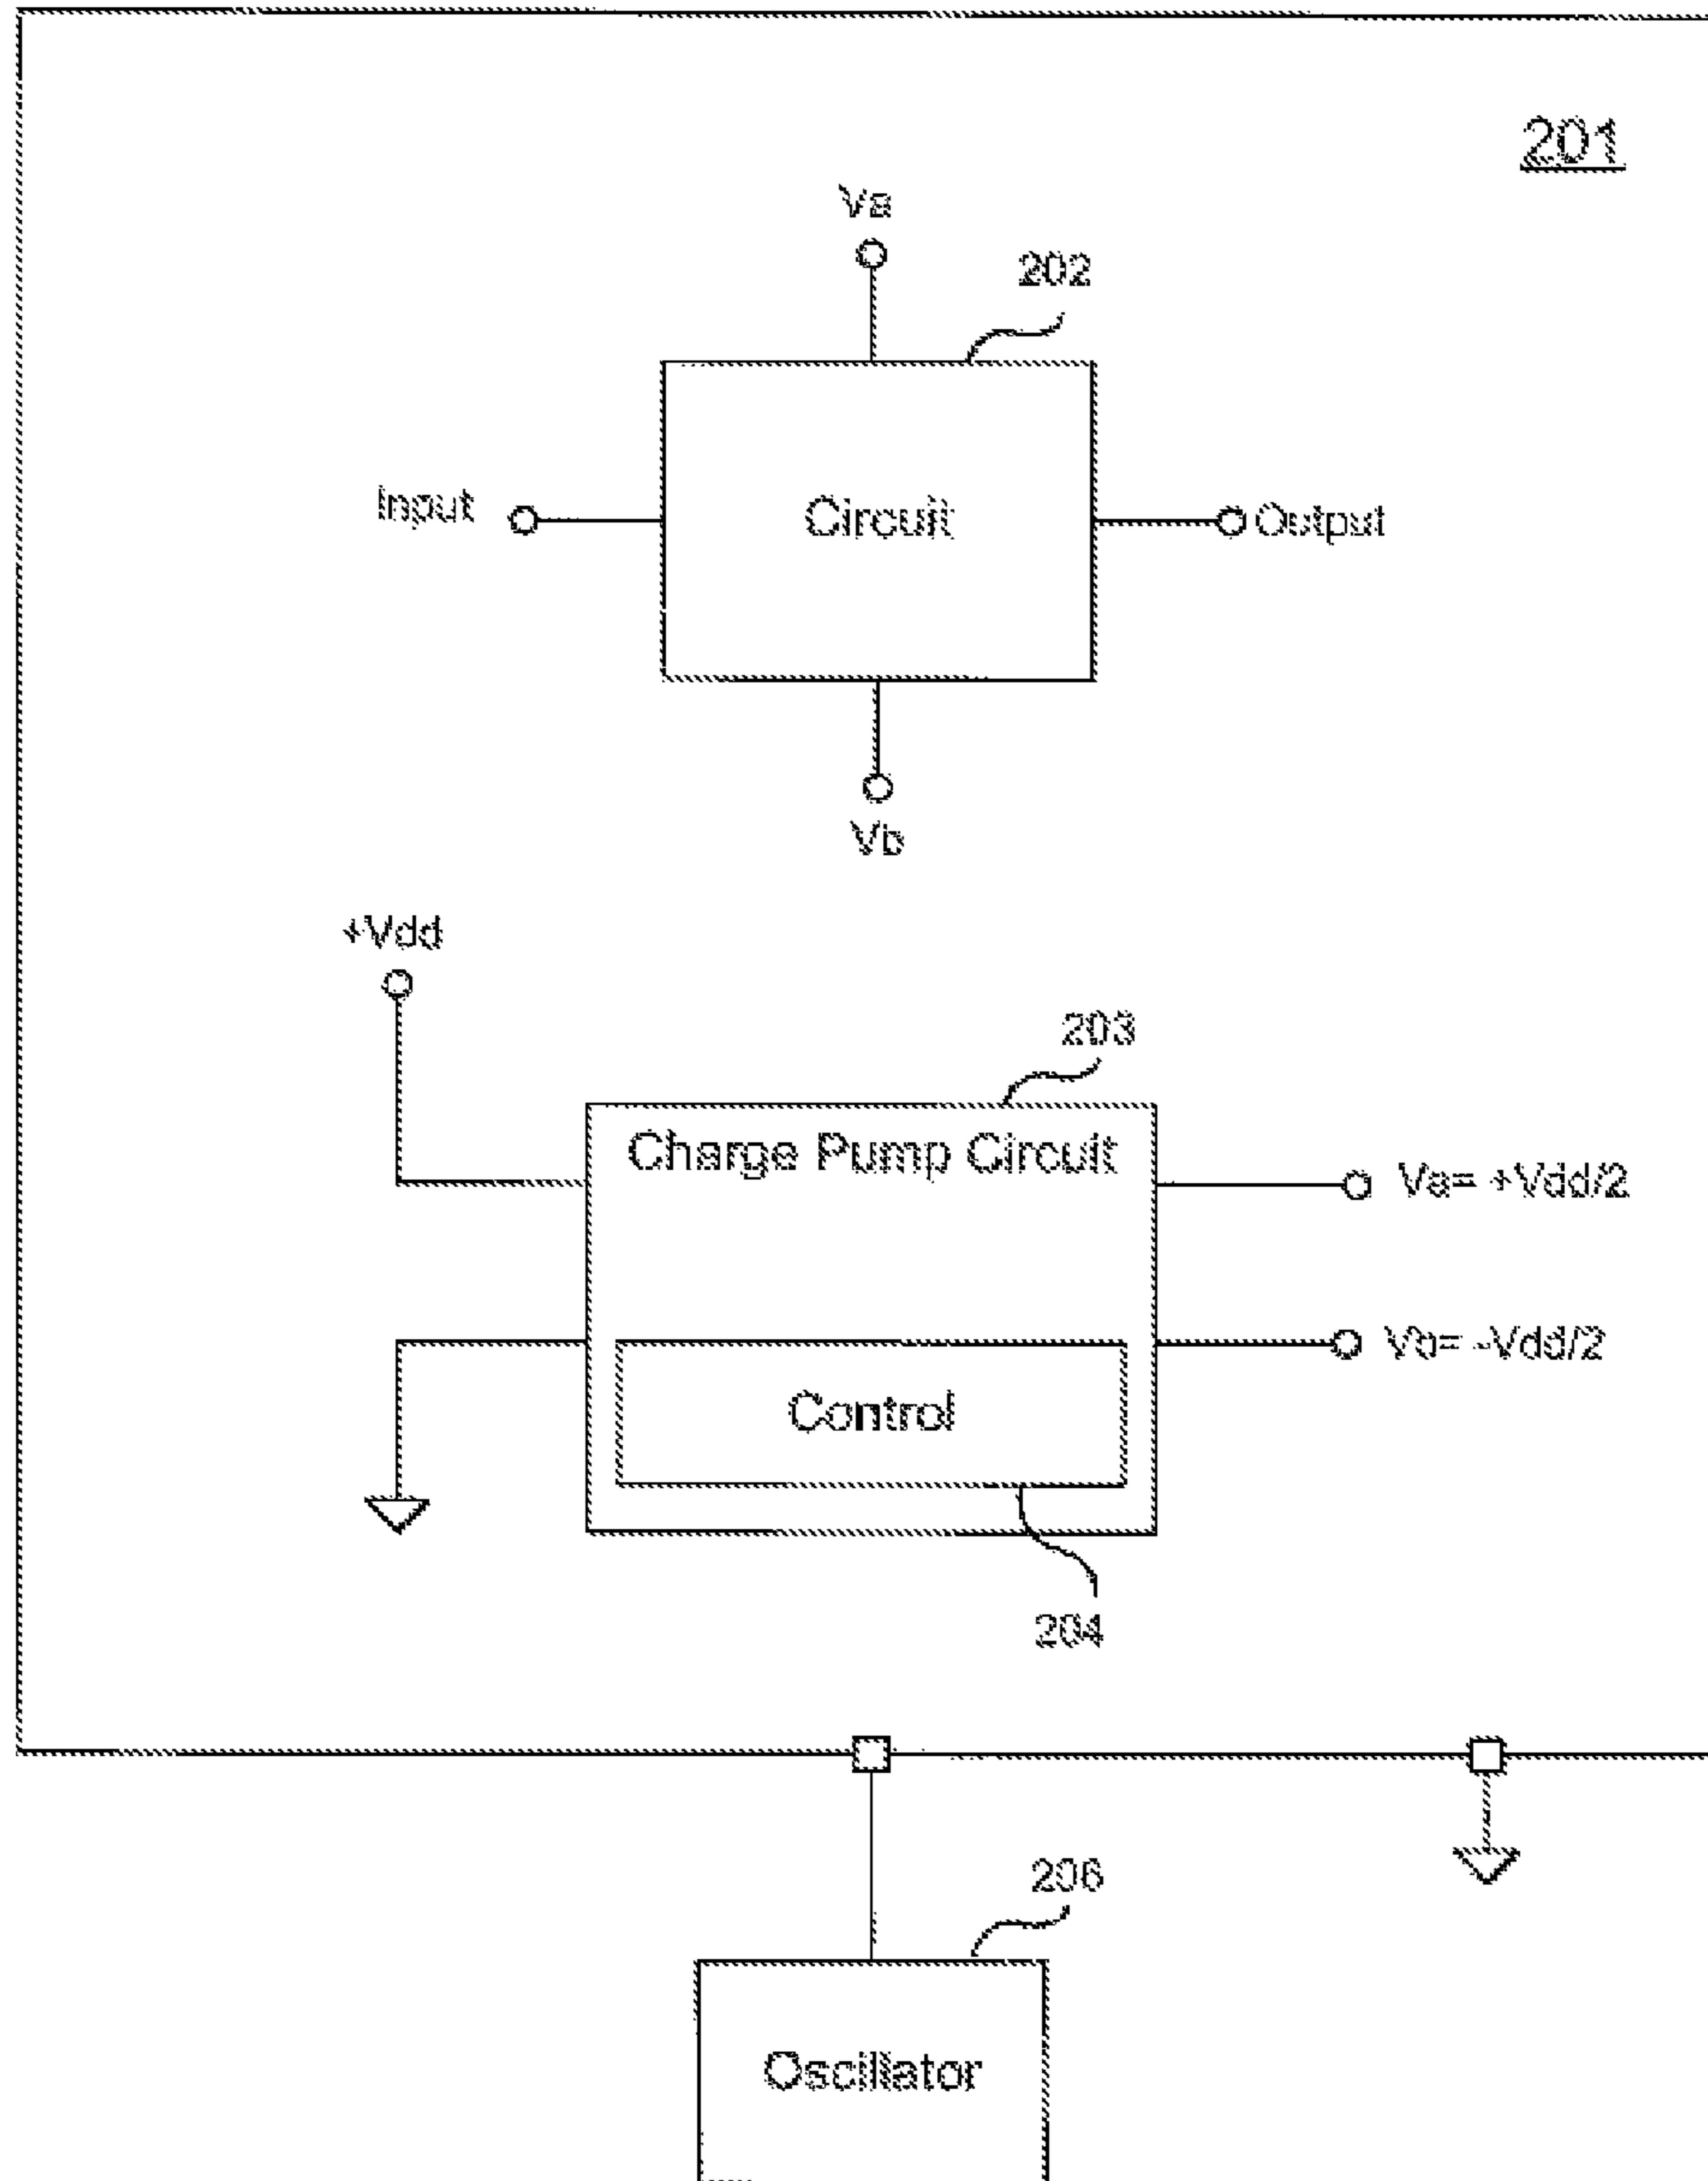 201
Va
202
Input
Circuit
Output
Vb
+Vdd
203
Charge Pump Circuit
Va= +Vdd/2
Vb= -Vdd/2
Control
204
206
Oscillator